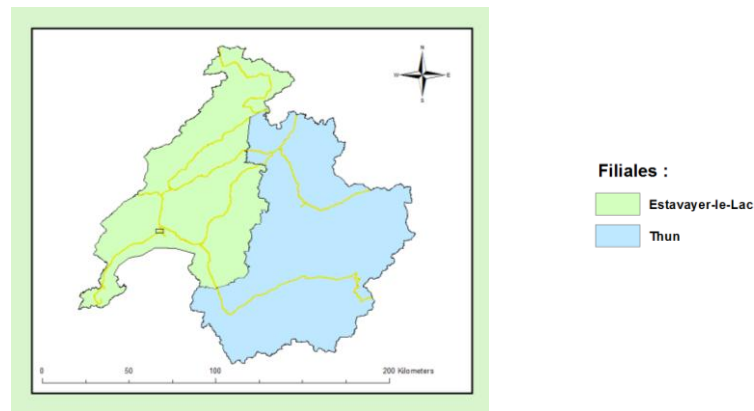 N
W E
S
0 50 100 200 Kilometers
Filiales :
Estavayer-le-Lac
Thun